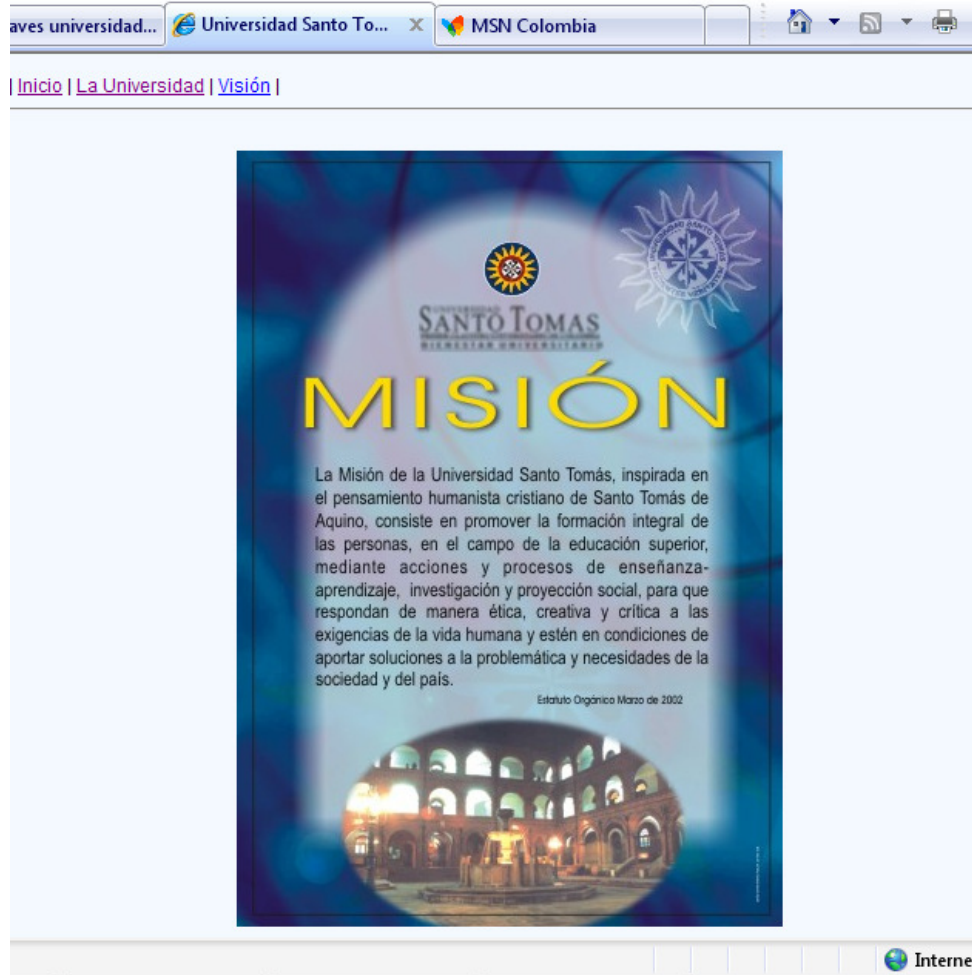 aves universidad...
Universidad Santo To...
MSN Colombia
| Inicio | La Universidad | Visión |
UNIVERSIDAD SANTO TOMAS
UNIVERSIDAD
SANTO TOMAS
BIENESTAR UNIVERSITARIO
MISIÓN
La Misión de la Universidad Santo Tomás, inspirada en
el pensamiento humanista cristiano de Santo Tomás de
Aquino, consiste en promover la formación integral de
las personas, en el campo de la educación superior,
mediante acciones y procesos de enseñanza-
aprendizaje, investigación y proyección social, para que
respondan de manera ética, creativa y crítica a las
exigencias de la vida humana y estén en condiciones de
aportar soluciones a la problemática y necesidades de la
sociedad y del país.
Estatuto Orgánico Marzo de 2002
Interne